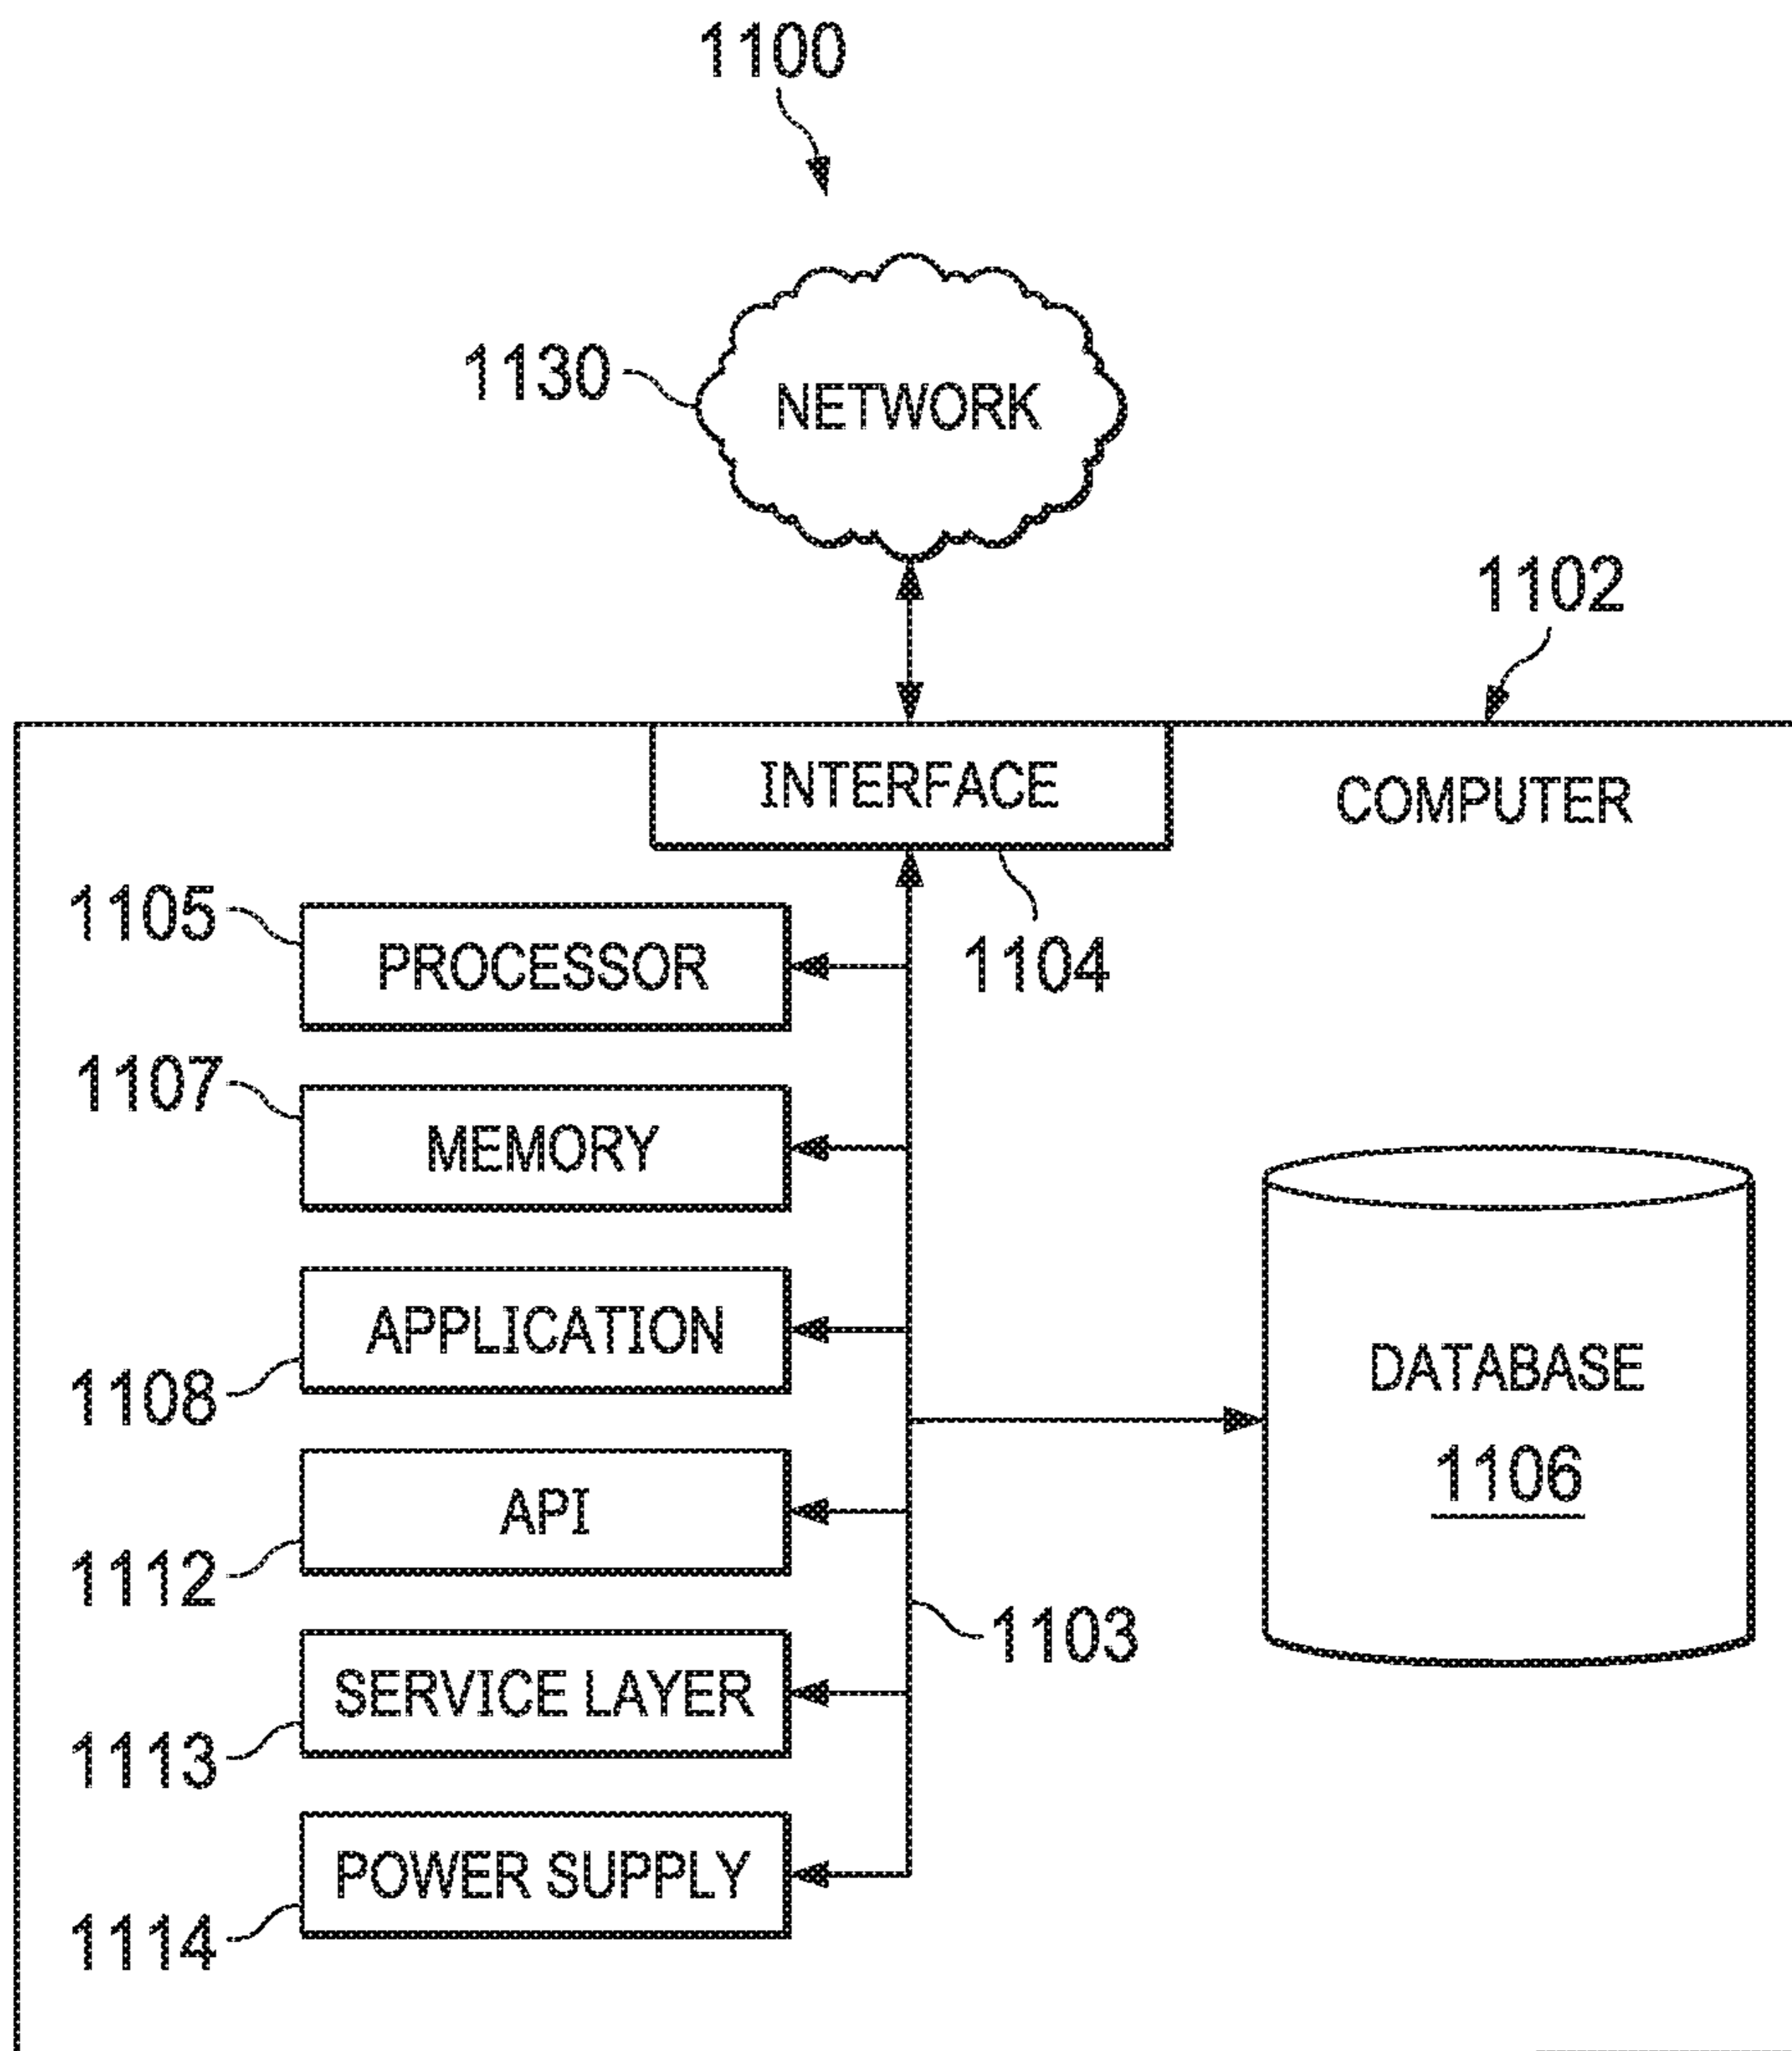 1100
1130
NETWORK
1102
INTERFACE
COMPUTER
1105
PROCESSOR
1104
1107
MEMORY
APPLICATION
1108
DATABASE
1106
API
1112
1103
SERVICE LAYER
1113
POWER SUPPLY
1114